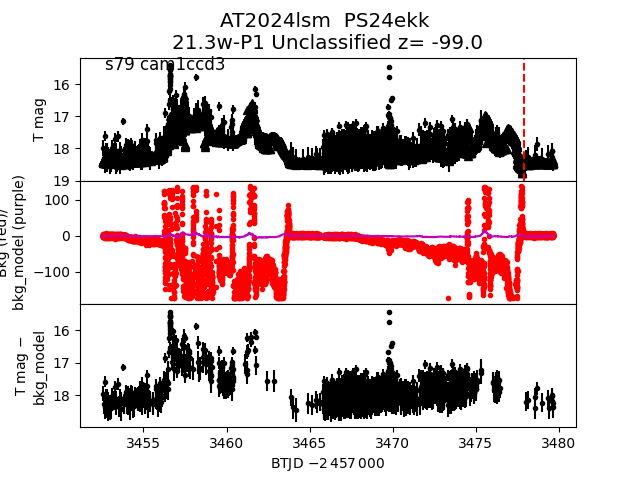 AT2024lsm  PS24ekk
21.3w-P1 Unclassified z= -99.0
s79 cam1ccd3
T mag
16
17
18
19
Bkg (red)/
bkg_model (purple)
100
0
−100
T mag −
bkg_model
16
17
18
3455
3460
3465
3470
3475
3480
BTJD −2 457 000